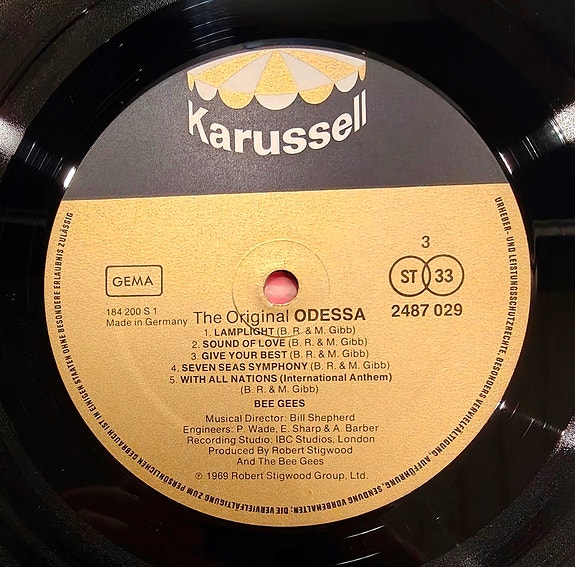 Karussell
GEMA
184 200 S 1
Made in Germany
3
ST 33
2487 029
The Original ODESSA
1. LAMPLIGHT (B. R. & M. Gibb)
2. SOUND OF LOVE (B. R. & M. Gibb)
3. GIVE YOUR BEST (B. R. & M. Gibb)
4. SEVEN SEAS SYMPHONY (B. R. & M. Gibb)
5. WITH ALL NATIONS (International Anthem)
(B. R. & M. Gibb)
BEE GEES
Musical Director: Bill Shepherd
Engineers: P. Wade, E. Sharp & A. Barber
Recording Studio: IBC Studios, London
Produced By Robert Stigwood
And The Bee Gees
℗ 1969 Robert Stigwood Group, Ltd.
URHEBER- UND LEISTUNGSSCHUTZRECHTE, BESONDERS VERVIELFÄLTIGUNG, AUFFÜHRUNG, SENDUNG VORBEHALTEN; DIE VERVIELFÄLTIGUNG ZUM PERSÖNLICHEN GEBRAUCH IST IN EINIGEN STAATEN OHNE BESONDERE ERLAUBNIS ZULÄSSIG